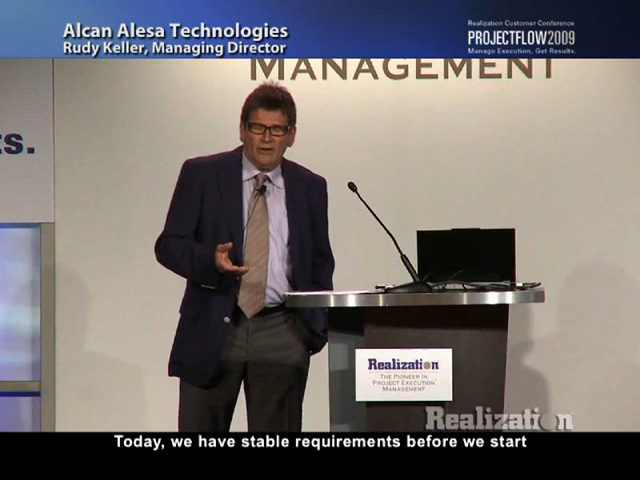 Alcan Alesa Technologies
Rudy Keller, Managing Director
Realization Customer Conference
PROJECTFLOW2009
Manage Execution, Get Results.
MANAGEMENT
ts.
Realization
THE PIONEER IN
PROJECT EXECUTION
MANAGEMENT
Realization
Today, we have stable requirements before we start